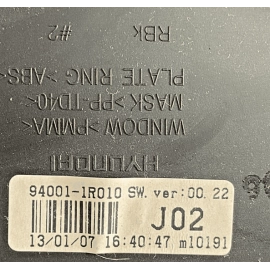 #2 RBK
PLATE RING>ABS<
MASK>PP-TD40<
WINDOW>PMMA<
HYUNDAI
94001-1R010 SW. ver:00. 22
J02
13/01/07 16:40:47 m10191